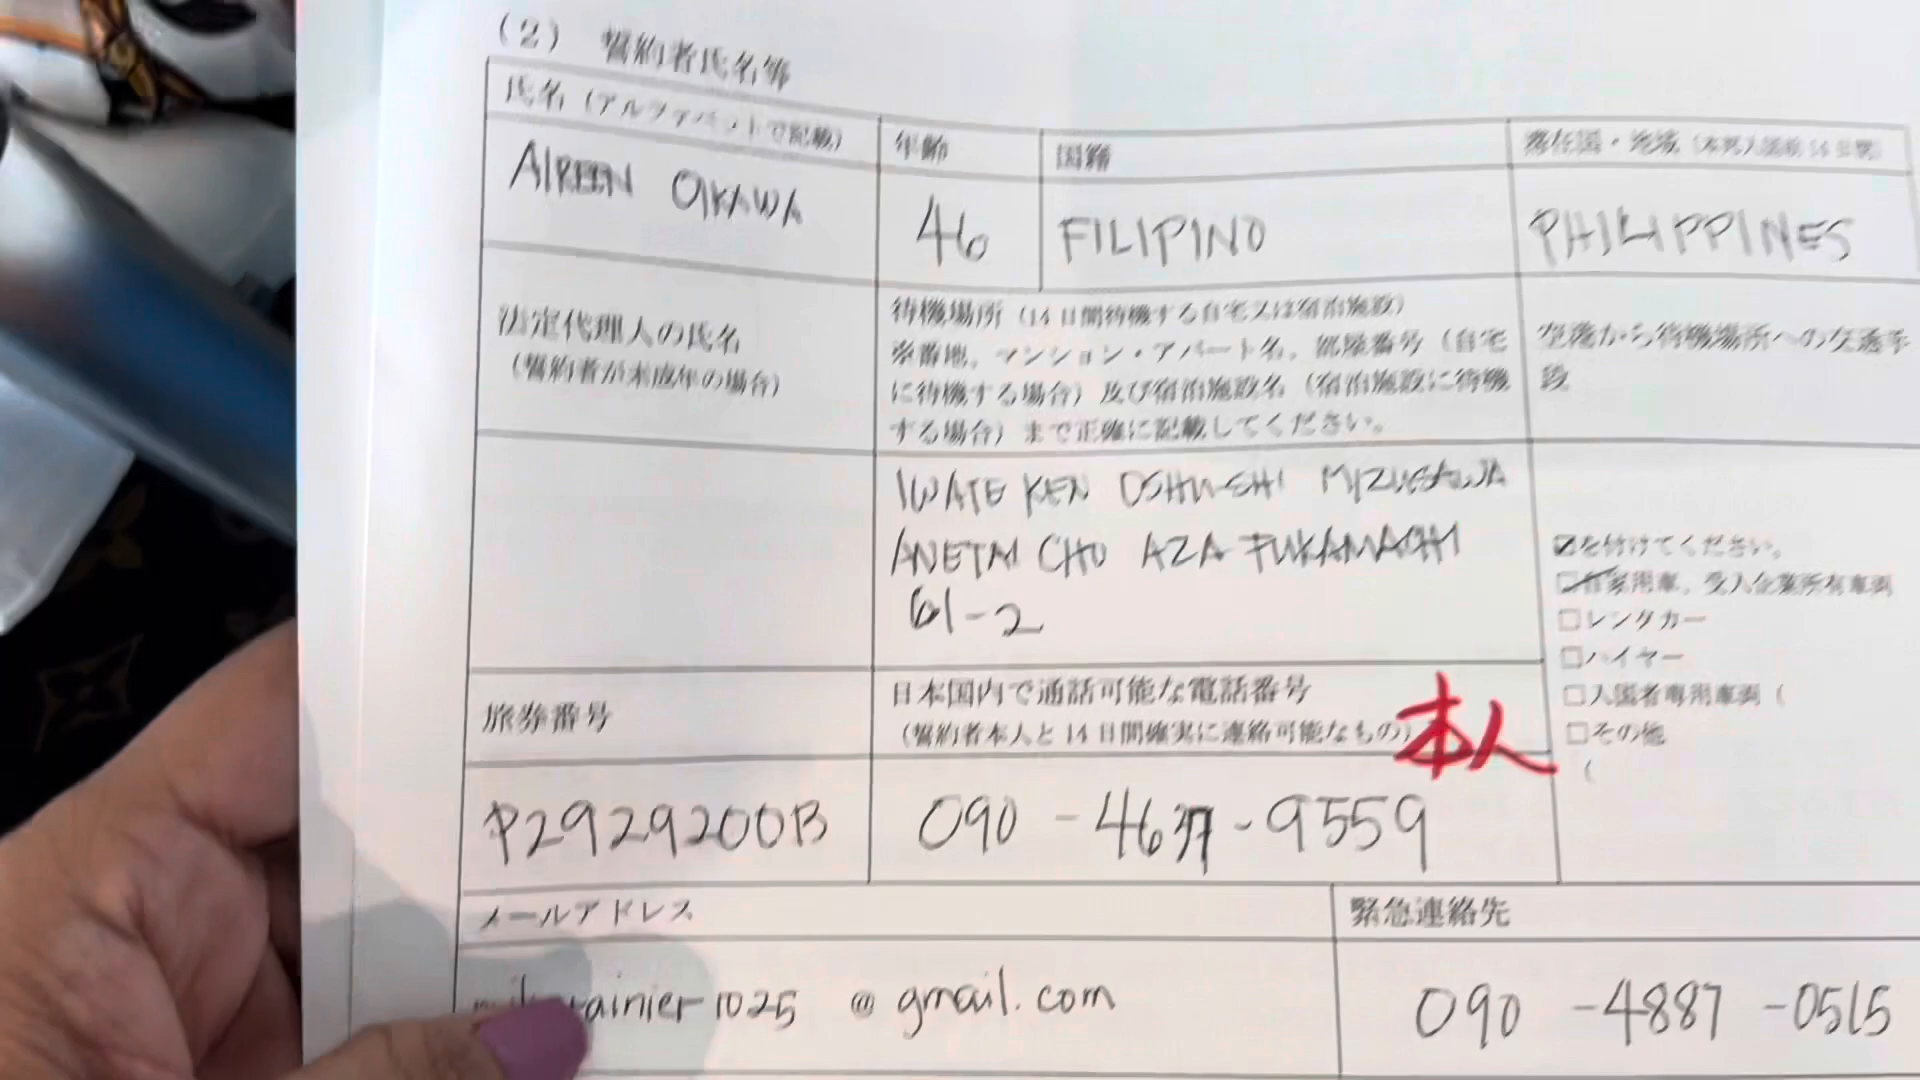 (2) 誓約者氏名等
氏名（アルファベットで記載）
年齢
国籍
滞在国・地域（本邦入国前14日間）
AIREEN OIKAWA
46
FILIPINO
PHILIPPINES
法定代理人の氏名
（誓約者が未成年の場合）
待機場所（14日間待機する自宅又は宿泊施設）
※番地、マンション・アパート名、部屋番号（自宅
に待機する場合）及び宿泊施設名（宿泊施設に待機
する場合）まで正確に記載してください。
空港から待機場所への交通手
段
IWATE KEN OSHU-SHI MIZUSAWA
ANETAI CHO AZA FUKAMACHI
61-2
☑を付けてください。
☑自家用車、受入企業所有車両
□レンタカー
□ハイヤー
□入国者専用車両（
□その他
（
旅券番号
日本国内で通話可能な電話番号
（誓約者本人と14日間確実に連絡可能なもの）
本人
P2929200B
090-4637-9559
メールアドレス
緊急連絡先
rainier1025@gmail.com
090-4887-0515